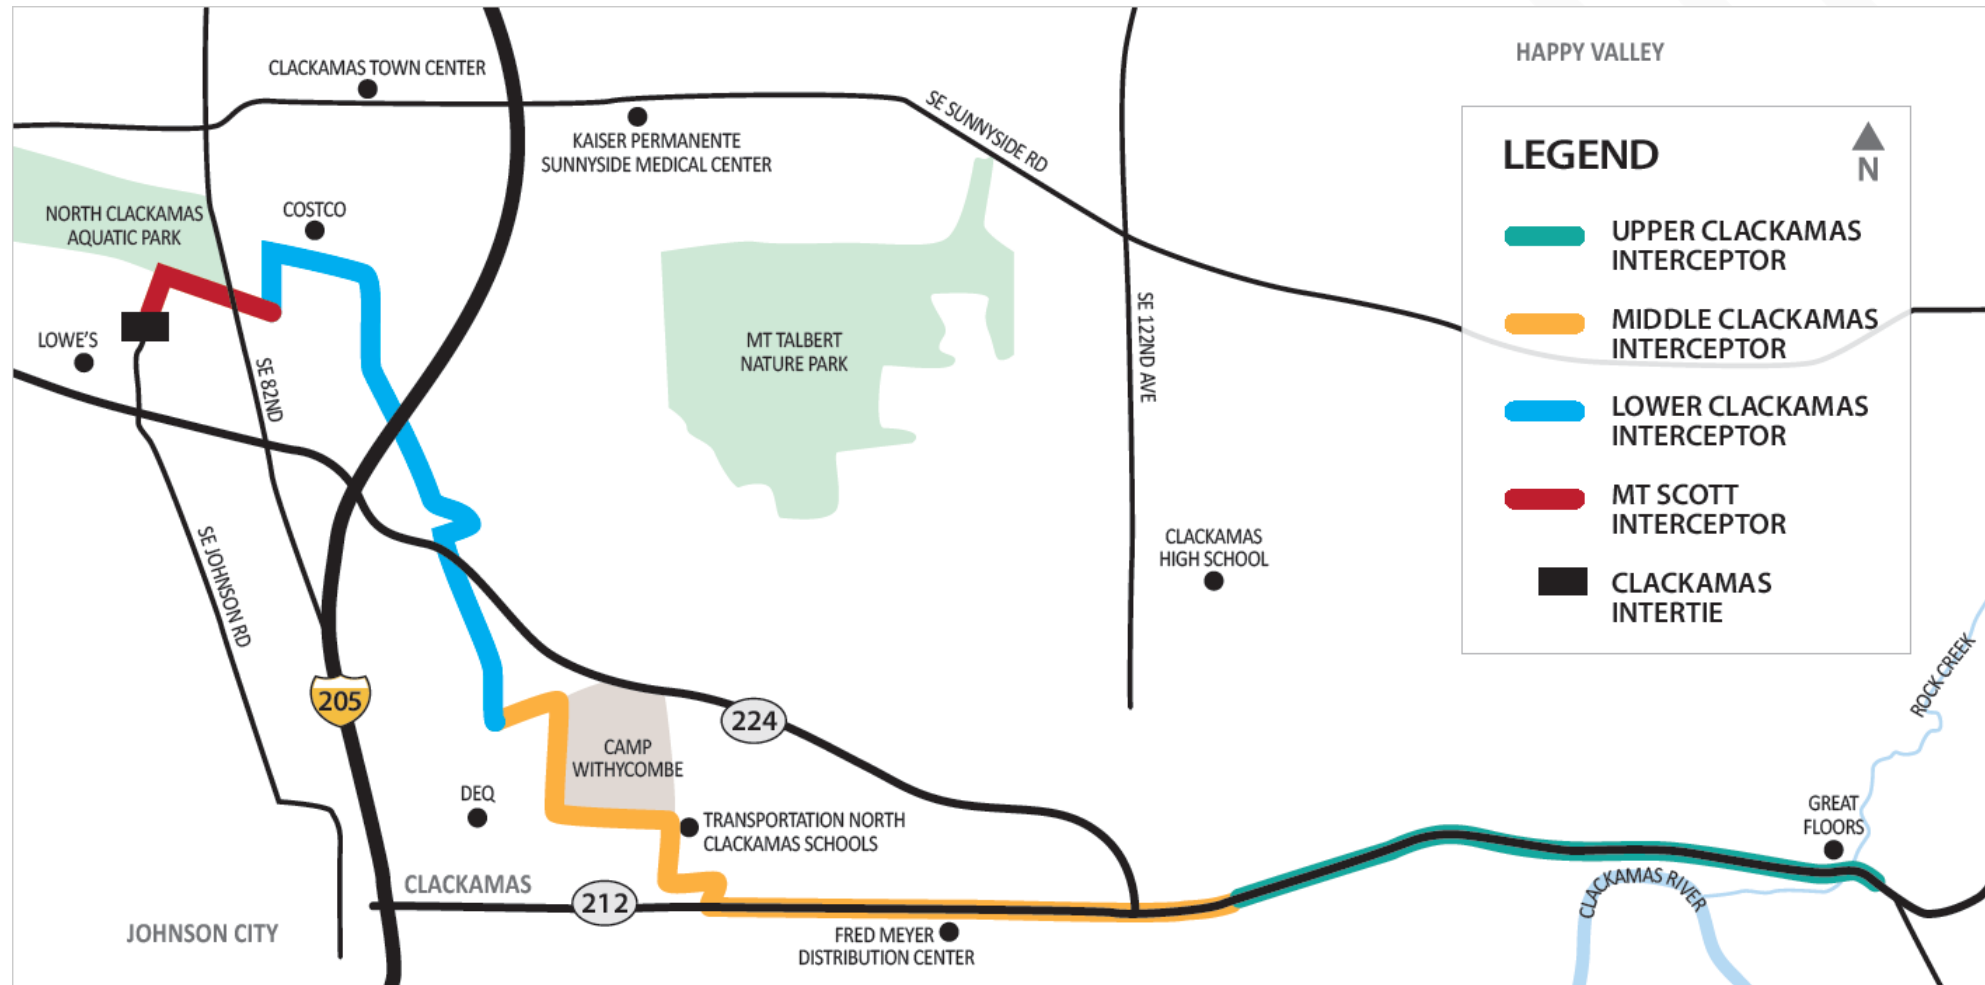 HAPPY VALLEY
CLACKAMAS TOWN CENTER
SE SUNNYSIDE RD
KAISER PERMANENTE
SUNNYSIDE MEDICAL CENTER
LEGEND
N
UPPER CLACKAMAS
INTERCEPTOR
MIDDLE CLACKAMAS
INTERCEPTOR
LOWER CLACKAMAS
INTERCEPTOR
MT SCOTT
INTERCEPTOR
CLACKAMAS
INTERTIE
NORTH CLACKAMAS
AQUATIC PARK
COSTCO
LOWE'S
SE 82ND
MT TALBERT
NATURE PARK
SE 122ND AVE
SE JOHNSON RD
CLACKAMAS
HIGH SCHOOL
ROCK CREEK
205
224
CAMP
WITHYCOMBE
DEQ
TRANSPORTATION NORTH
CLACKAMAS SCHOOLS
GREAT
FLOORS
CLACKAMAS
212
CLACKAMAS RIVER
JOHNSON CITY
FRED MEYER
DISTRIBUTION CENTER